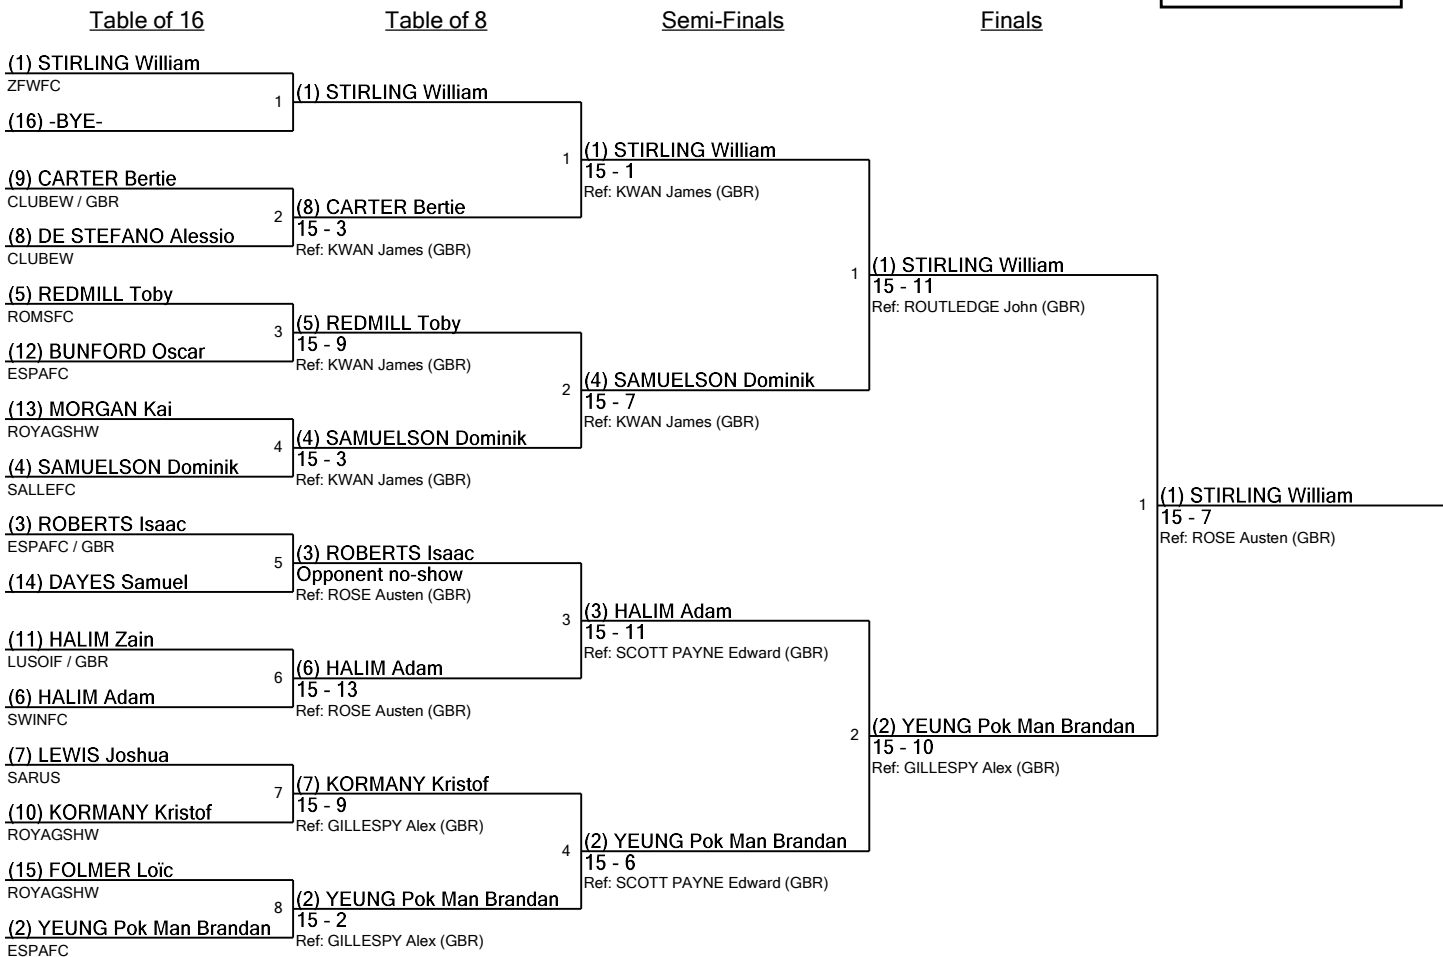 Table of 16
Table of 8
Semi-Finals
Finals
(1) STIRLING William
ZFWFC
(16) -BYE-
(9) CARTER Bertie
CLUBEW / GBR
(8) DE STEFANO Alessio
CLUBEW
(5) REDMILL Toby
ROMSFC
(12) BUNFORD Oscar
ESPAFC
(13) MORGAN Kai
ROYAGSHW
(4) SAMUELSON Dominik
SALLEFC
(3) ROBERTS Isaac
ESPAFC / GBR
(14) DAYES Samuel
(11) HALIM Zain
LUSOIF / GBR
(6) HALIM Adam
SWINFC
(7) LEWIS Joshua
SARUS
(10) KORMANY Kristof
ROYAGSHW
(15) FOLMER Loïc
ROYAGSHW
(2) YEUNG Pok Man Brandan
ESPAFC
1
(1) STIRLING William
2
(8) CARTER Bertie
15 - 3
Ref: KWAN James (GBR)
3
(5) REDMILL Toby
15 - 9
Ref: KWAN James (GBR)
4
(4) SAMUELSON Dominik
15 - 3
Ref: KWAN James (GBR)
5
(3) ROBERTS Isaac
Opponent no-show
Ref: ROSE Austen (GBR)
6
(6) HALIM Adam
15 - 13
Ref: ROSE Austen (GBR)
7
(7) KORMANY Kristof
15 - 9
Ref: GILLESPY Alex (GBR)
8
(2) YEUNG Pok Man Brandan
15 - 2
Ref: GILLESPY Alex (GBR)
1
(1) STIRLING William
15 - 1
Ref: KWAN James (GBR)
2
(4) SAMUELSON Dominik
15 - 7
Ref: KWAN James (GBR)
3
(3) HALIM Adam
15 - 11
Ref: SCOTT PAYNE Edward (GBR)
4
(2) YEUNG Pok Man Brandan
15 - 6
Ref: SCOTT PAYNE Edward (GBR)
1
(1) STIRLING William
15 - 11
Ref: ROUTLEDGE John (GBR)
2
(2) YEUNG Pok Man Brandan
15 - 10
Ref: GILLESPY Alex (GBR)
1
(1) STIRLING William
15 - 7
Ref: ROSE Austen (GBR)